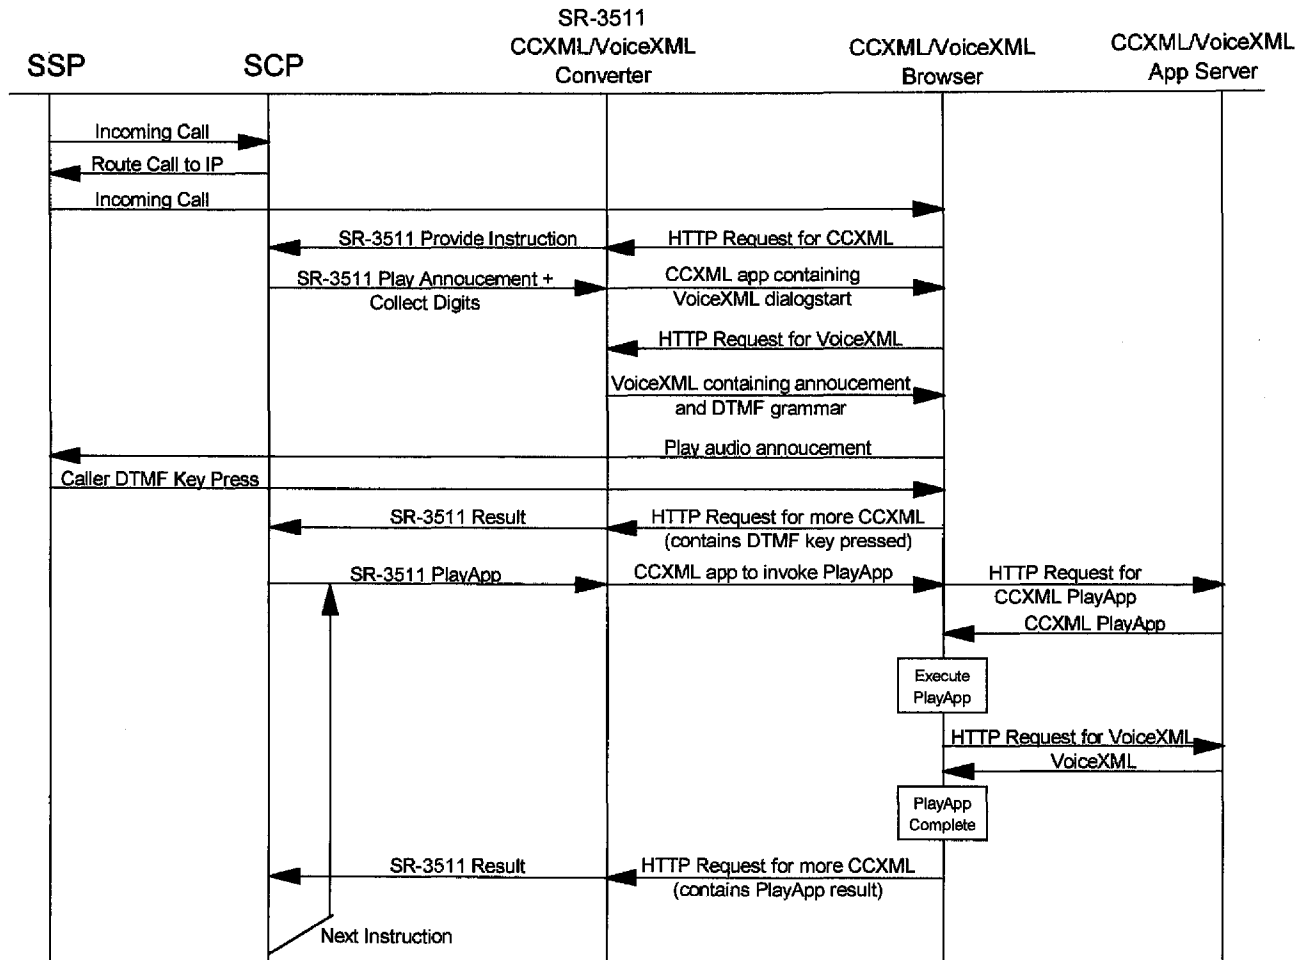 SSP
SCP
SR-3511
CCXML/VoiceXML
Converter
CCXML/VoiceXML
Browser
CCXML/VoiceXML
App Server
Incoming Call
Route Call to IP
Incoming Call
SR-3511 Provide Instruction
HTTP Request for CCXML
SR-3511 Play Annoucement +
Collect Digits
CCXML app containing
VoiceXML dialogstart
HTTP Request for VoiceXML
VoiceXML containing annoucement
and DTMF grammar
Play audio annoucement
Caller DTMF Key Press
SR-3511 Result
HTTP Request for more CCXML
(contains DTMF key pressed)
SR-3511 PlayApp
CCXML app to invoke PlayApp
HTTP Request for
CCXML PlayApp
CCXML PlayApp
Execute
PlayApp
HTTP Request for VoiceXML
VoiceXML
PlayApp
Complete
SR-3511 Result
HTTP Request for more CCXML
(contains PlayApp result)
Next Instruction